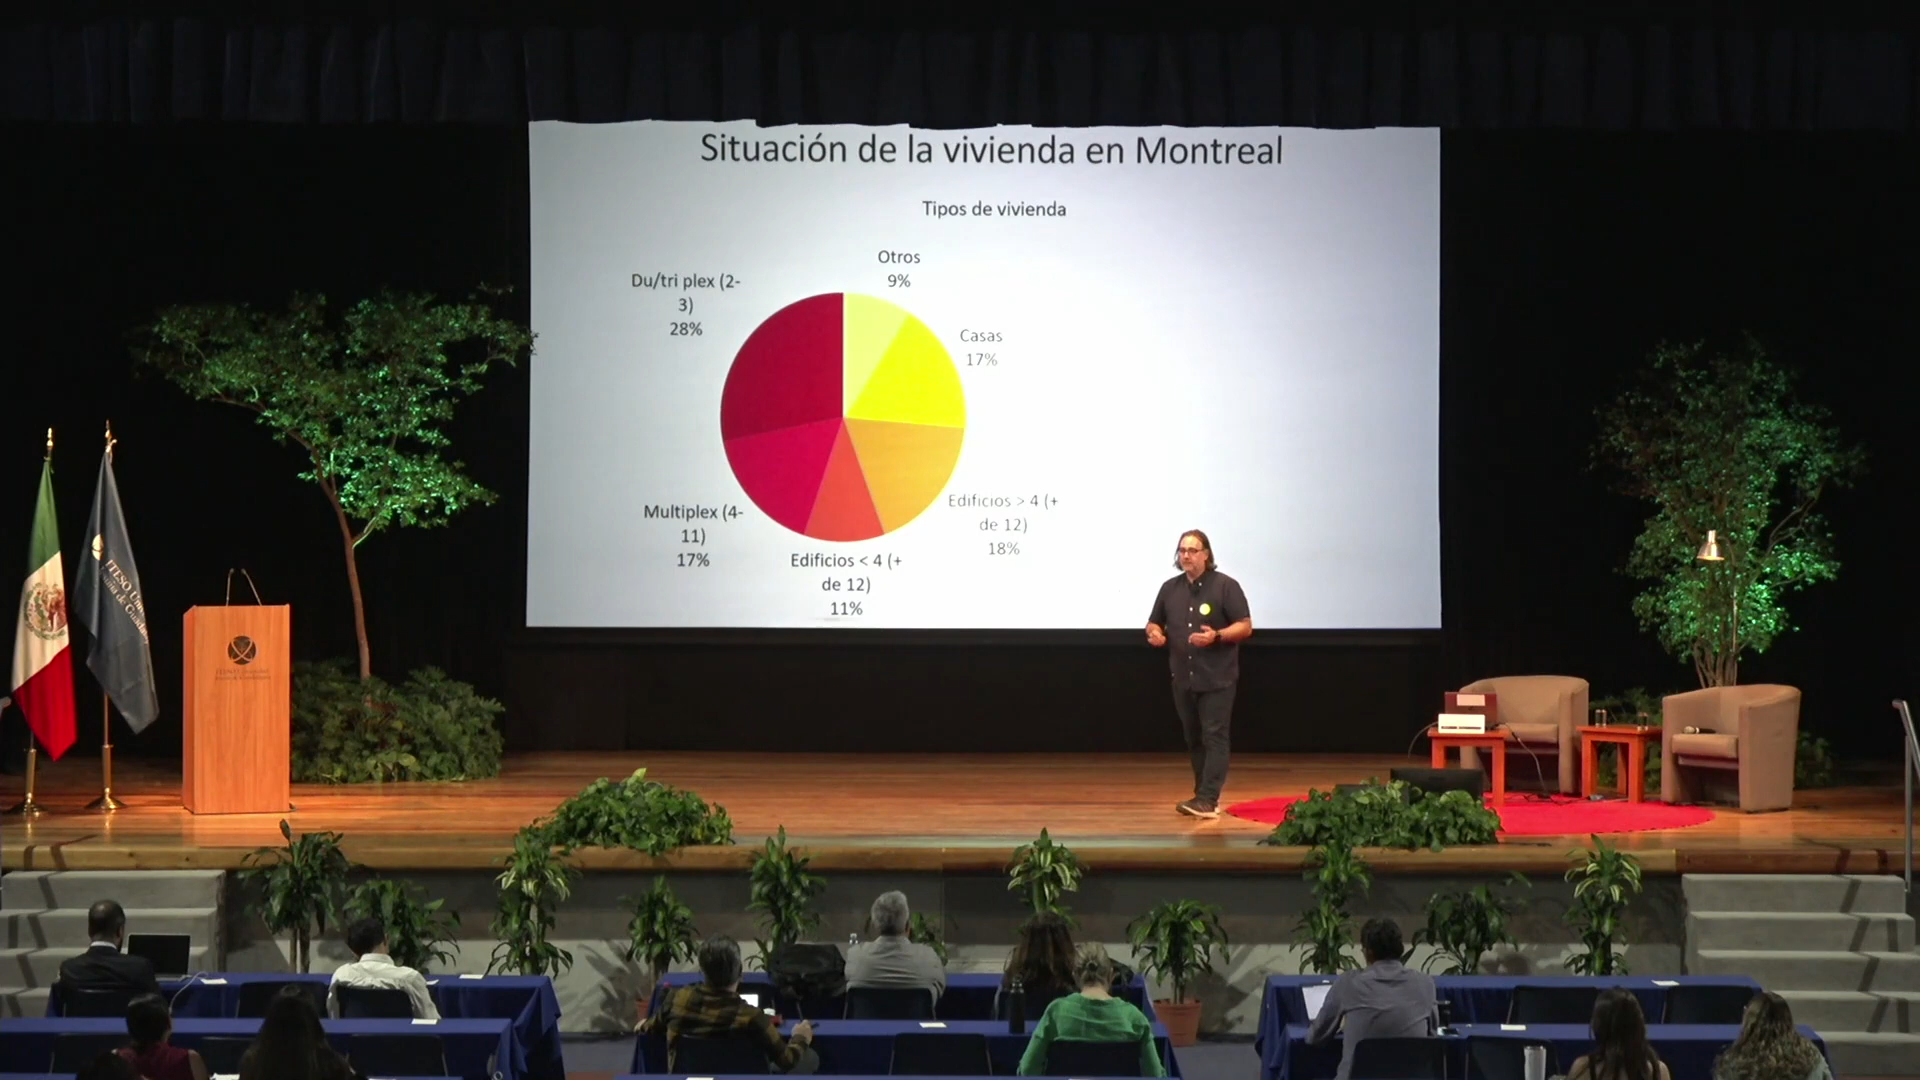 Situación de la vivienda en Montreal
Tipos de vivienda
Otros
9%
Du/tri plex (2-
3)
28%
Casas
17%
Edificios > 4 (+
de 12)
18%
Multiplex (4-
11)
17%
Edificios < 4 (+
de 12)
11%
ITESO